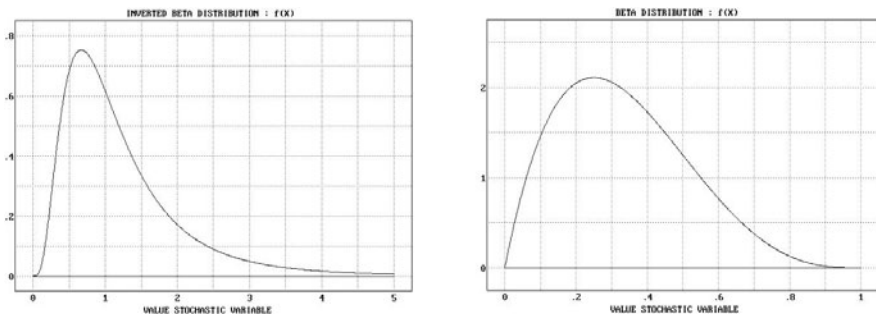 INVERTED BETA DISTRIBUTION : f(X)
.8
.6
.4
.2
0
0 1 2 3 4 5
VALUE STOCHASTIC VARIABLE
BETA DISTRIBUTION : f(X)
2
1
0
0 .2 .4 .6 .8 1
VALUE STOCHASTIC VARIABLE